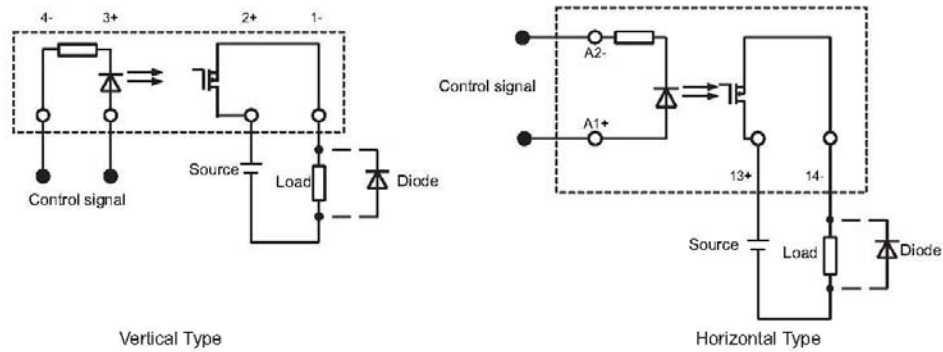 4- 3+ 2+ 1-
Source
Load
Diode
Control signal
Vertical Type
A2-
Control signal
A1+
13+ 14-
Source
Load
Diode
Horizontal Type